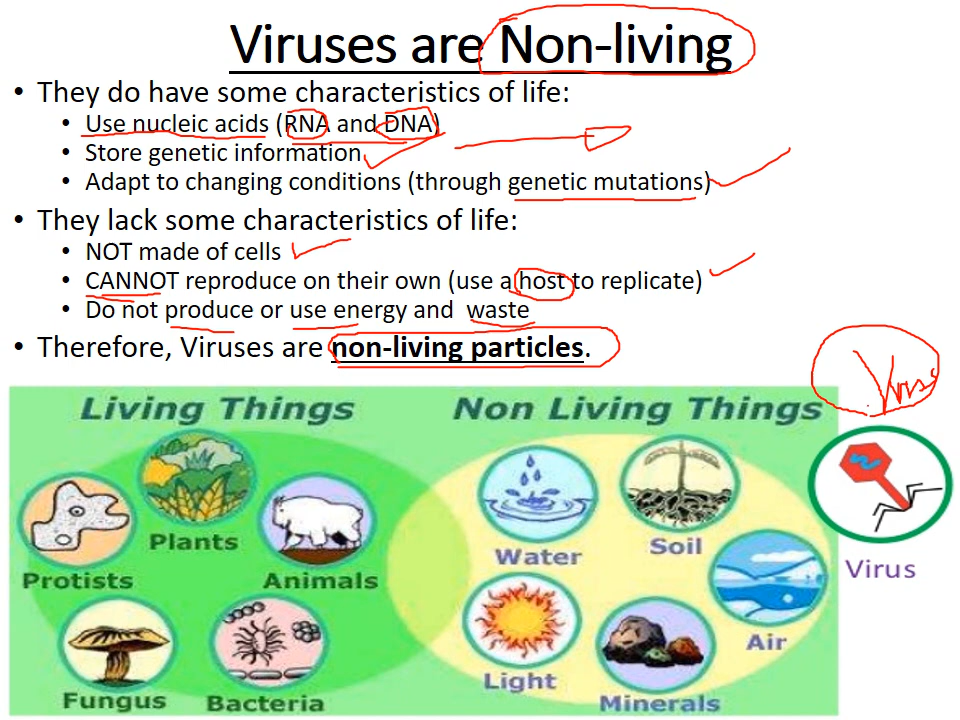 Viruses are Non-living
• They do have some characteristics of life:
• Use nucleic acids (RNA and DNA)
• Store genetic information
• Adapt to changing conditions (through genetic mutations)
• They lack some characteristics of life:
• NOT made of cells
• CANNOT reproduce on their own (use a host to replicate)
• Do not produce or use energy and waste
• Therefore, Viruses are non-living particles.
Living Things
Non Living Things
Plants
Protists
Animals
Fungus
Bacteria
Water
Soil
Light
Minerals
Air
Virus